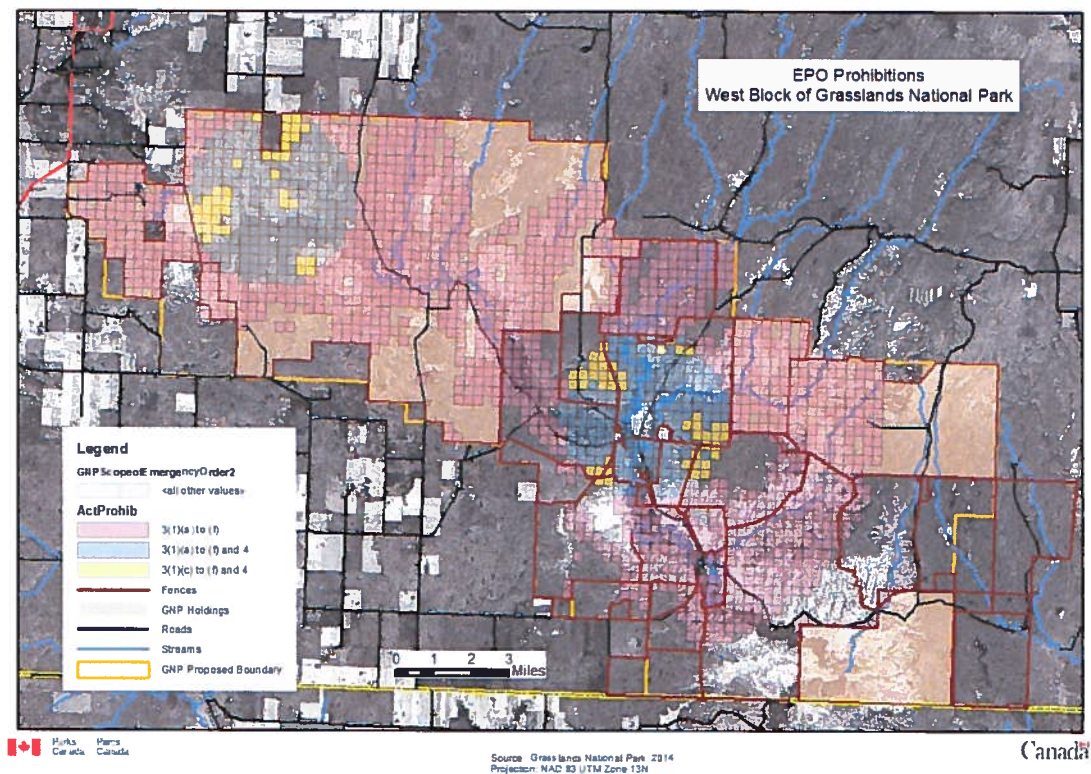 EPO Prohibitions
West Block of Grasslands National Park
Legend
GNPScopeofEmergencyOrder2
<all other values>
ActProhib
3(1)(a) to (f)
3(1)(a) to (f) and 4
3(1)(c) to (f) and 4
Fences
GNP Holdings
Roads
Streams
GNP Proposed Boundary
0 1 2 3
Miles
Parks Parcs
Canada Canada
Source: Grasslands National Park 2014
Projection: NAD 83 UTM Zone 13N
Canada